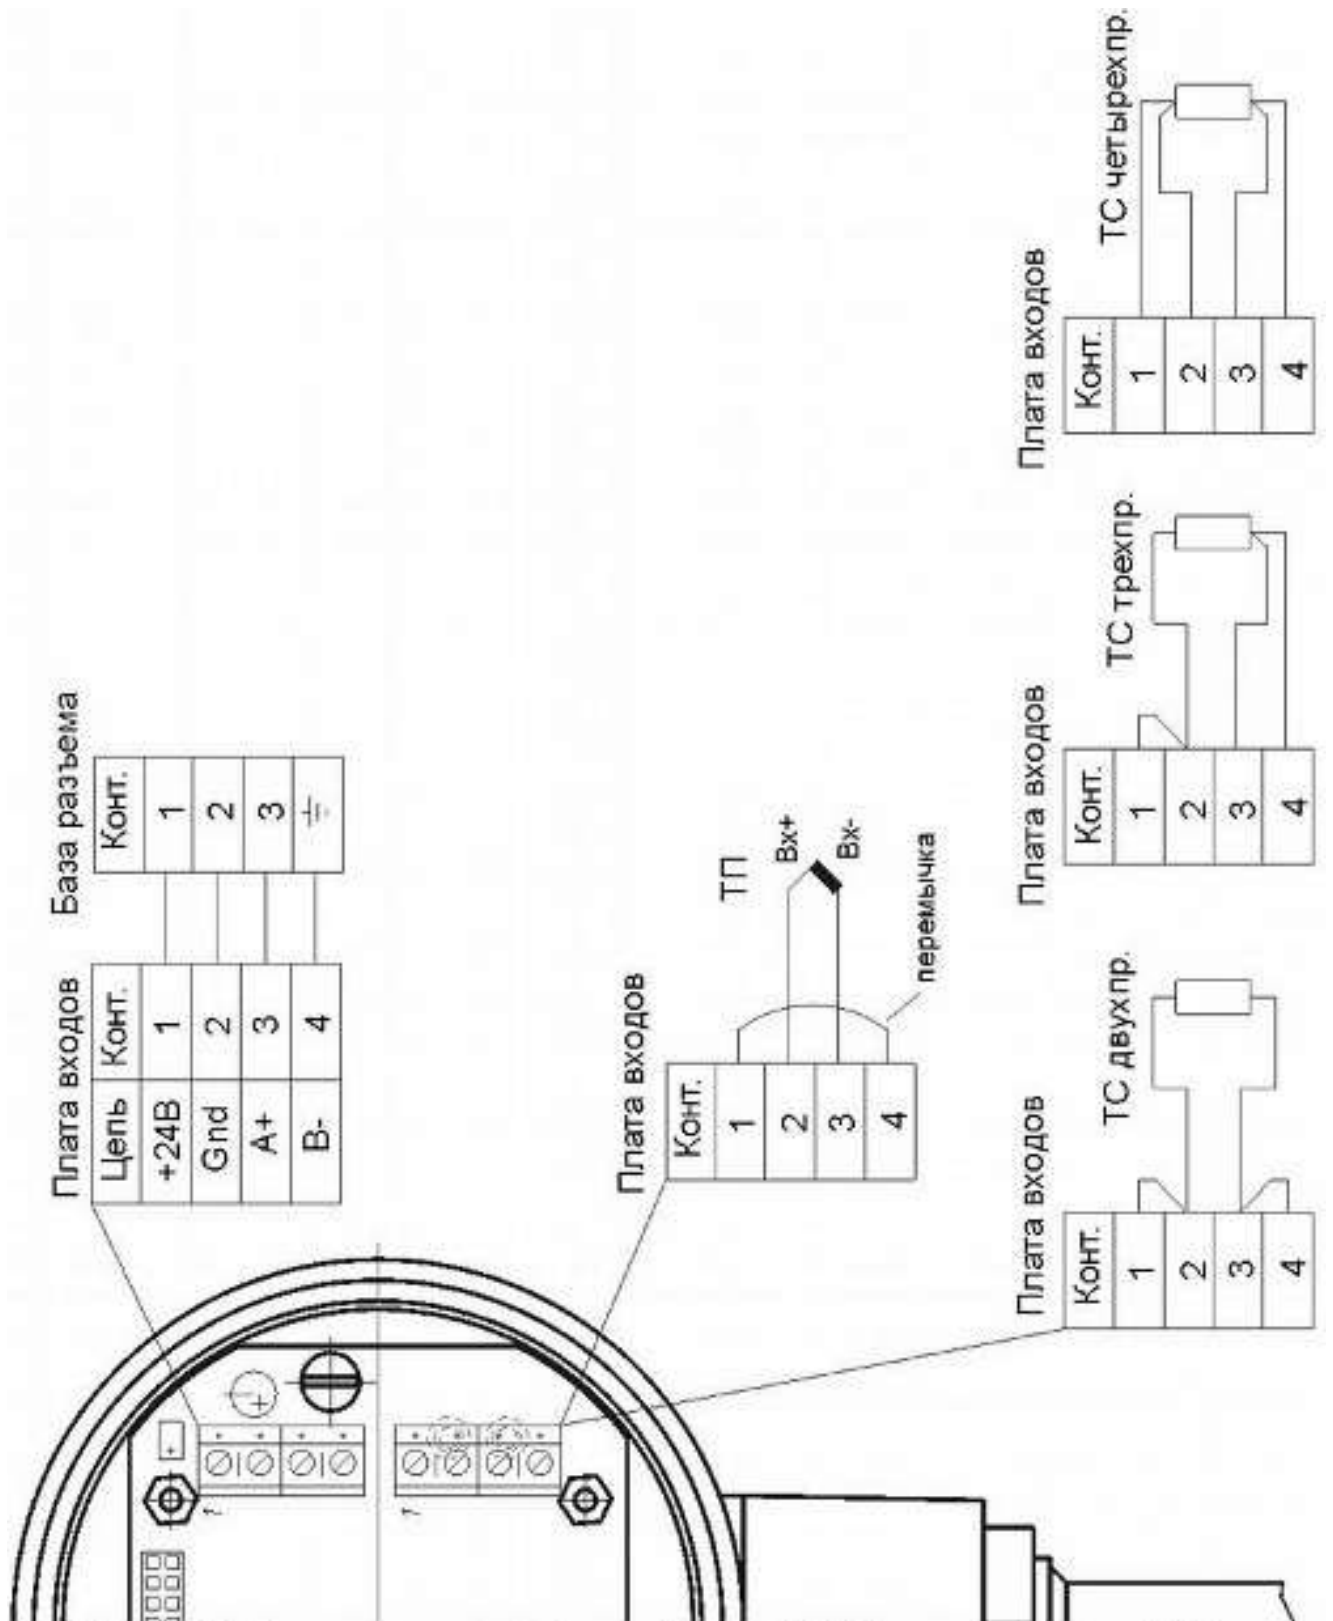 Плата входов
Цепь Конт.
+24В 1
Gnd 2
А+ 3
В- 4
База разъема
Конт.
1
2
3
Плата входов
Конт.
1
2
3
4
ТП
Вх+
Вх-
перемычка
Плата входов
Конт.
1
2
3
4
ТС двухпр.
Плата входов
Конт.
1
2
3
4
ТС трехпр.
Плата входов
Конт.
1
2
3
4
ТС четырехпр.
1
1